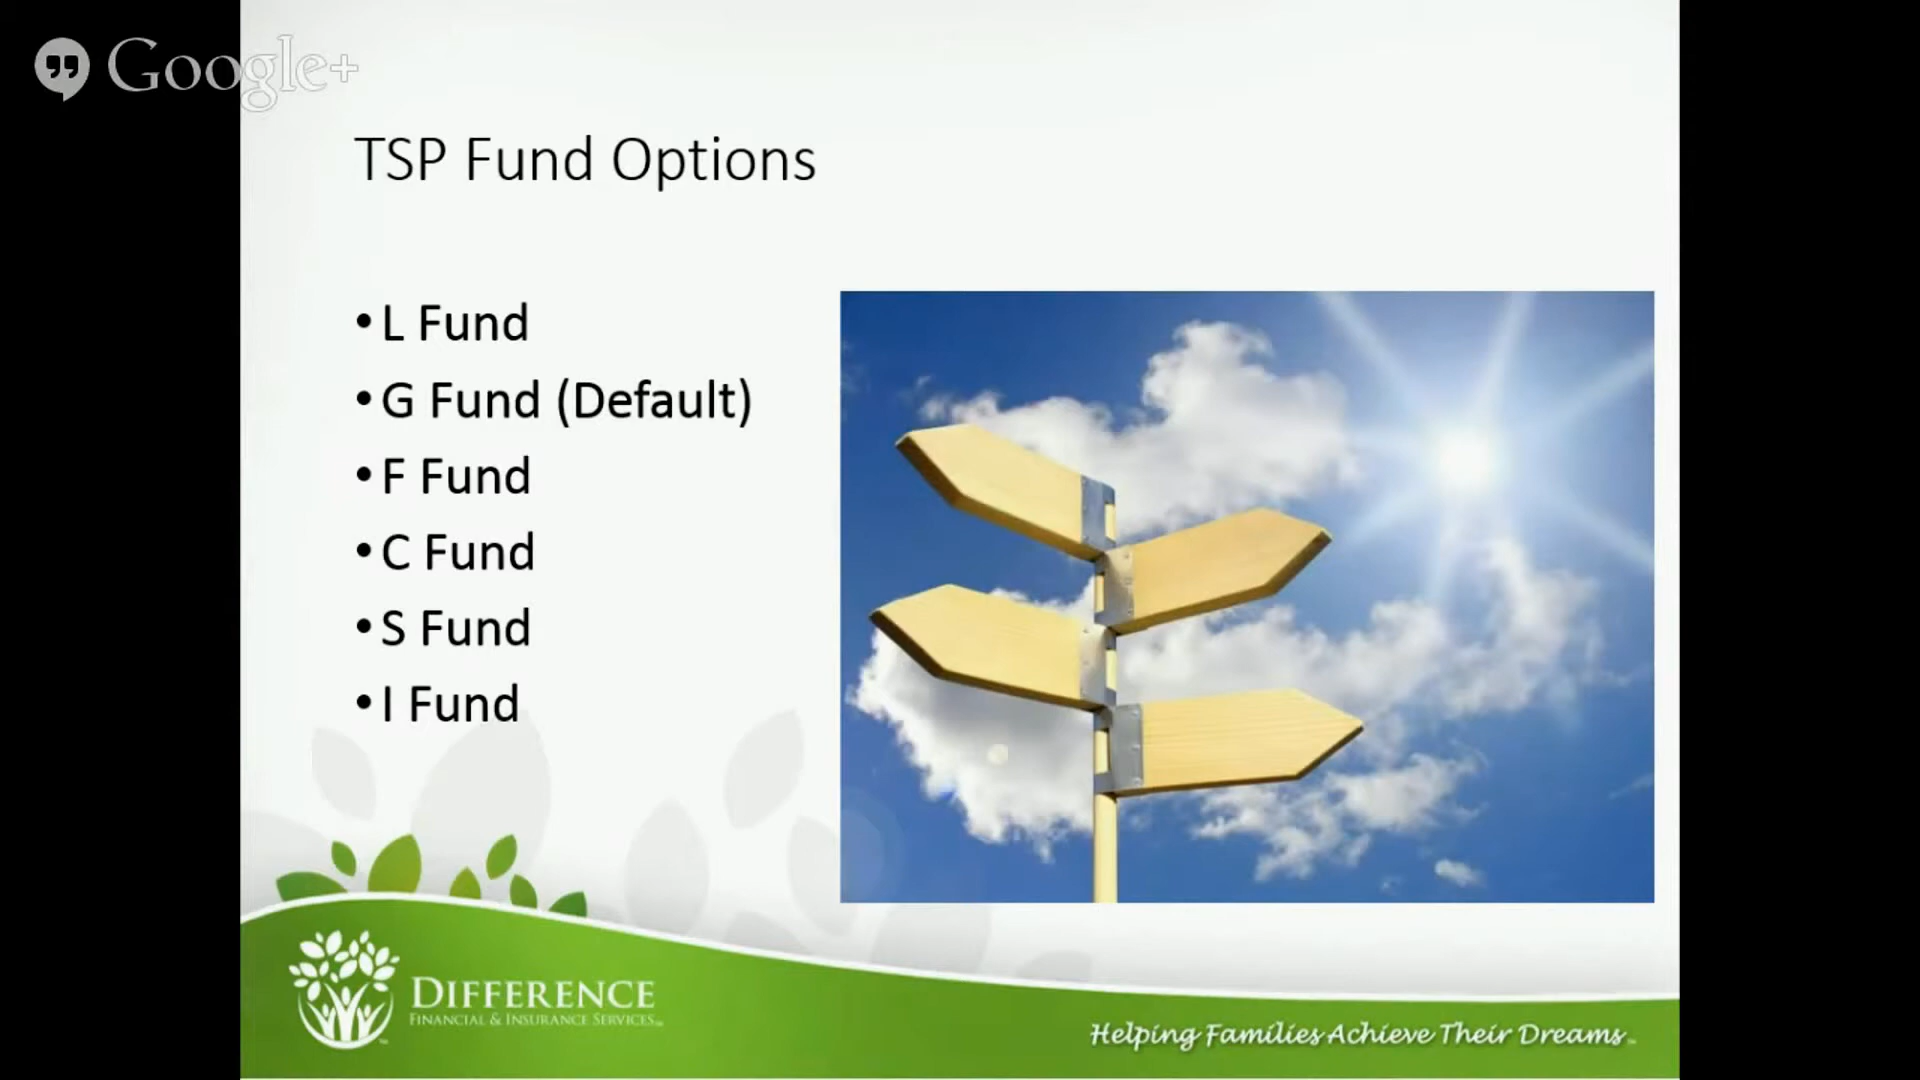 Google+
TSP Fund Options
• L Fund
• G Fund (Default)
• F Fund
• C Fund
• S Fund
• I Fund
DIFFERENCE
FINANCIAL & INSURANCE SERVICES
Helping Families Achieve Their Dreams